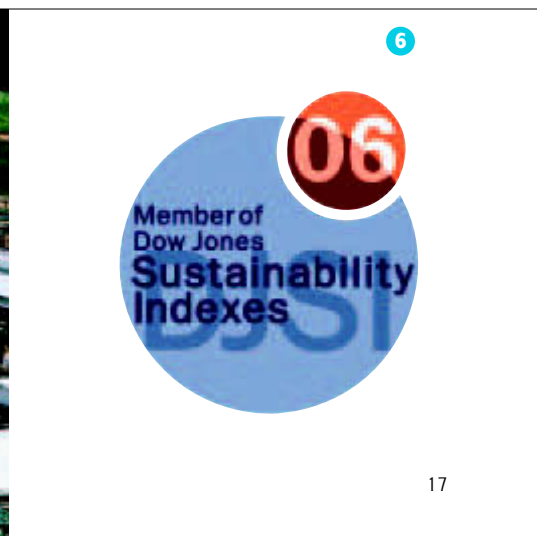 6
06
Member of
Dow Jones
Sustainability
Indexes
DJSI
17